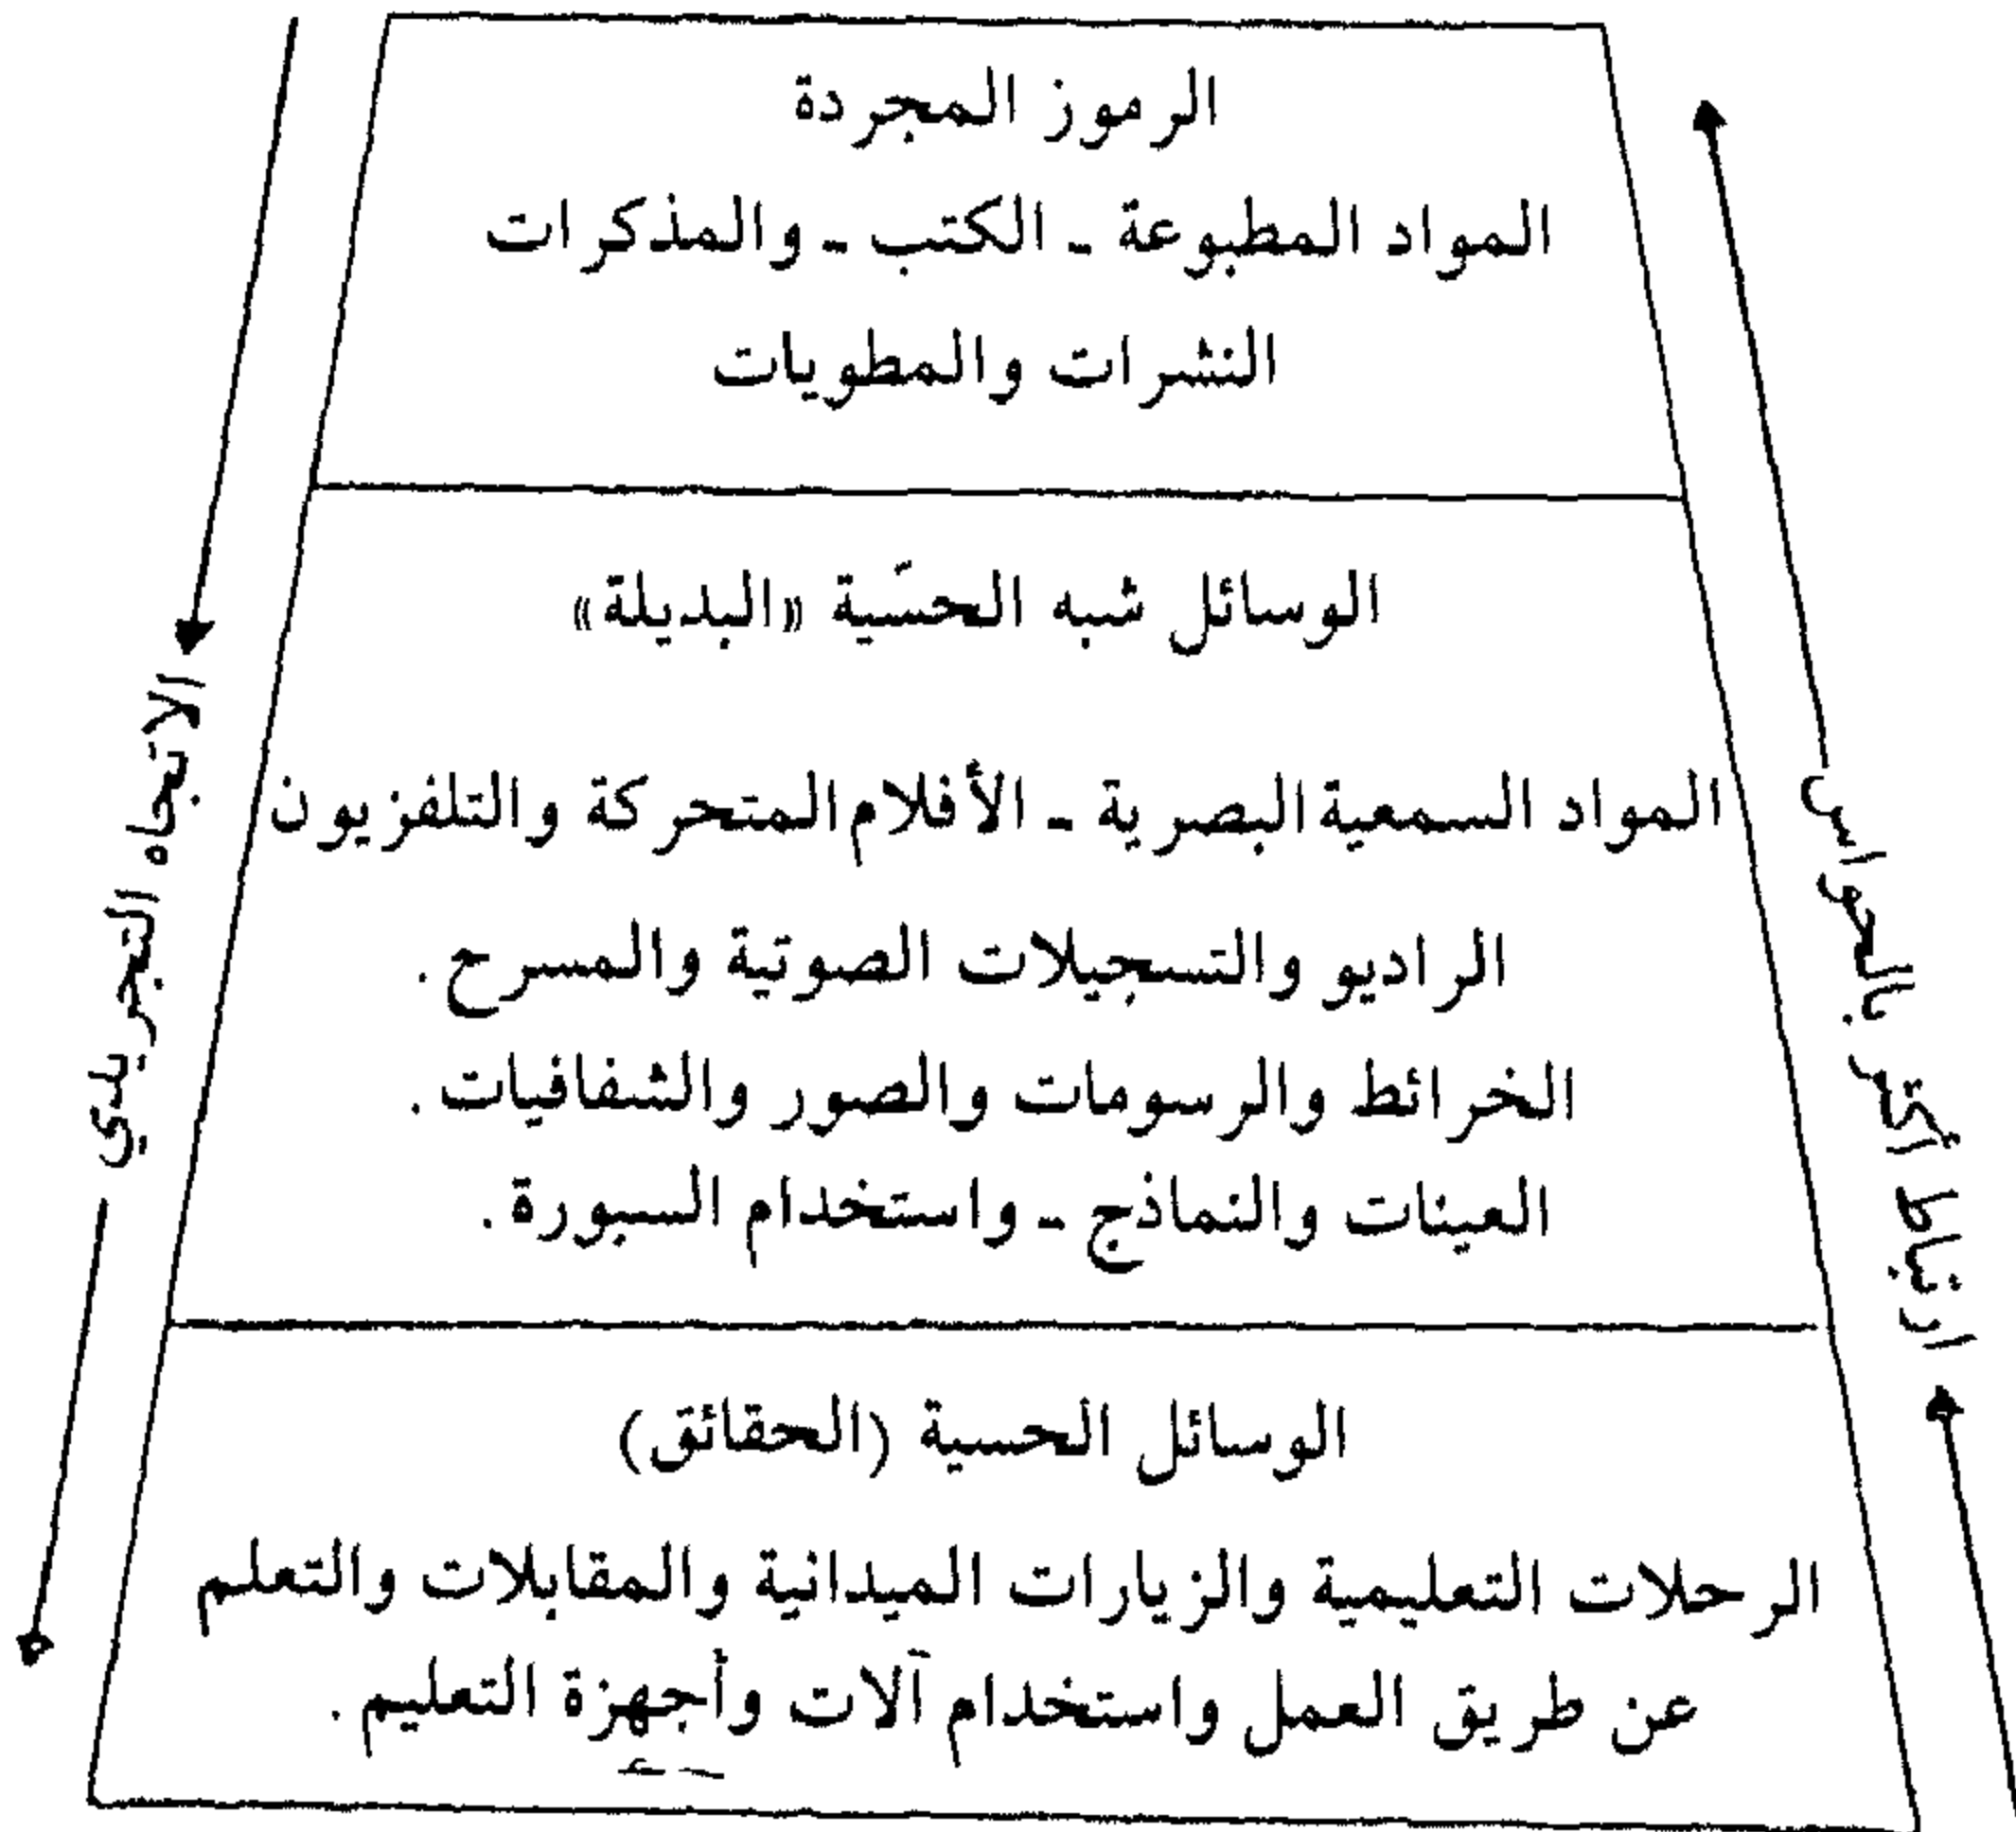 الرموز المجردة
المواد المطبوعة - الكتب - والمذكرات
النشرات والمطويات
الوسائل شبه الحسَية «البديلة»
المواد السمعية البصرية - الأفلام المتحركة والتلفزيون
الراديو والتسجيلات الصوتية والمسرح .
الخرائط والرسومات والصور والشفافيات .
العينات والنماذج - واستخدام السبورة .
الوسائل الحسية (الحقائق)
الرحلات التعليمية والزيارات الميدانية والمقابلات والتعلم
عن طريق العمل واستخدام آلات وأجهزة التعليم .
ارتباط أكثر بالحواس
الاتجاه التجريدي